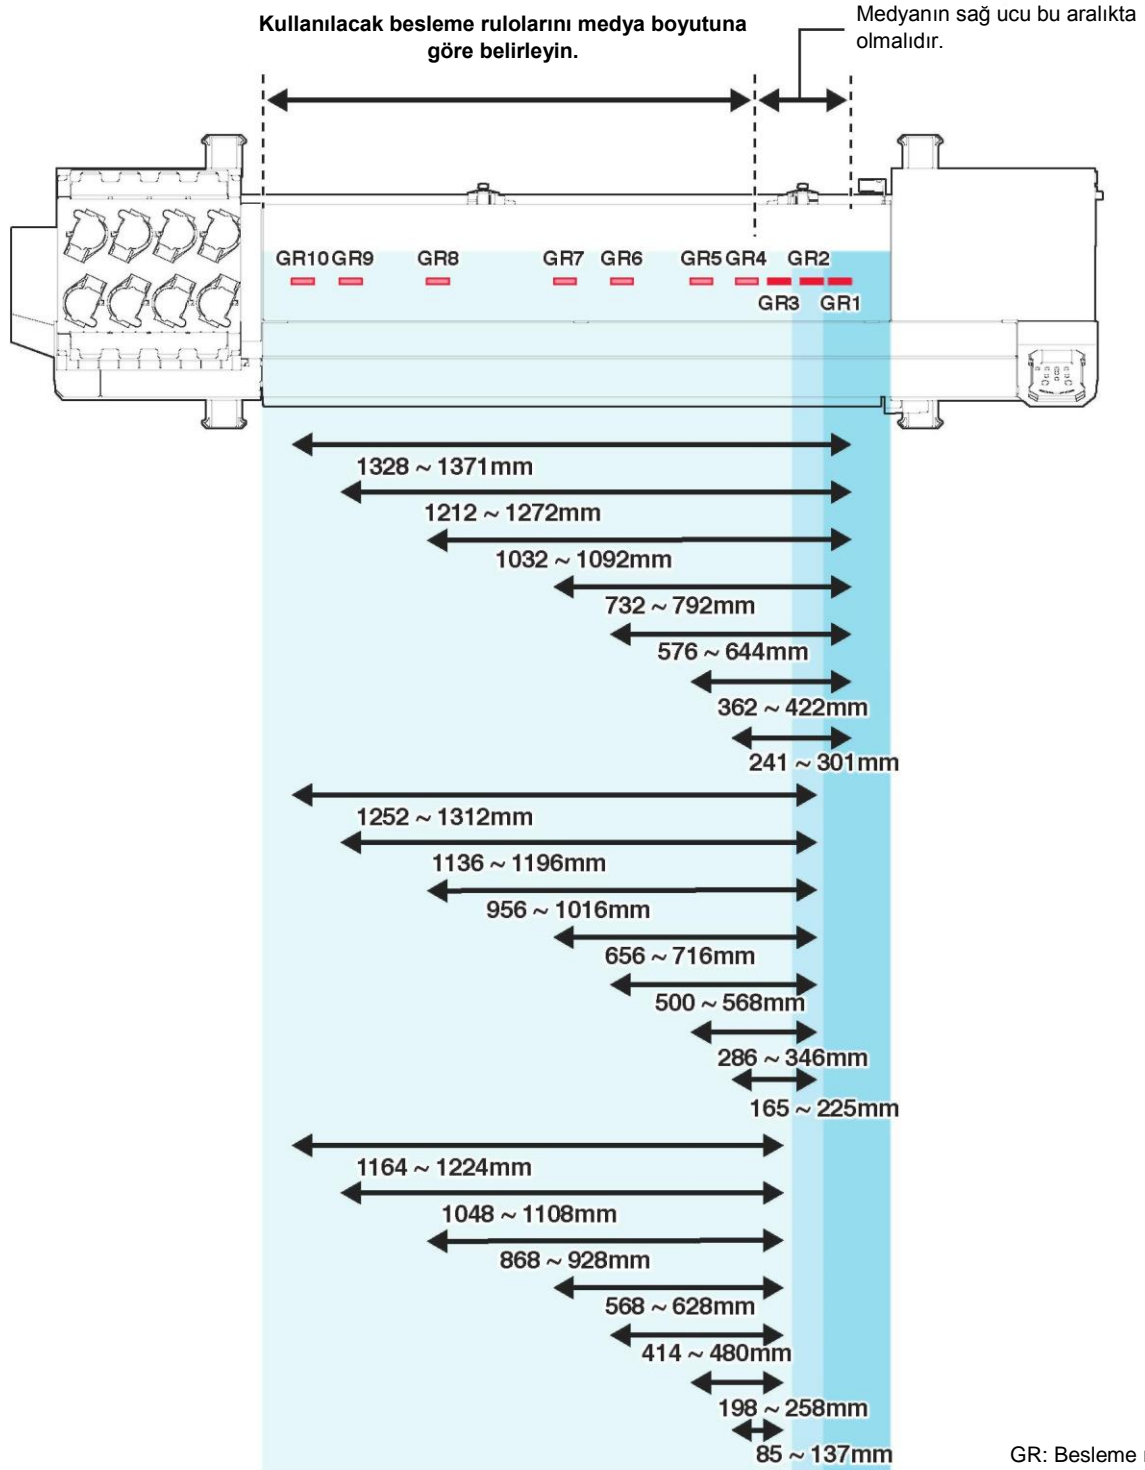 Kullanılacak besleme rulolarını medya boyutuna
göre belirleyin.
Medyanın sağ ucu bu aralıkta
olmalıdır.
GR10 GR9 GR8 GR7 GR6 GR5 GR4 GR2
GR3 GR1
1328 ~ 1371mm
1212 ~ 1272mm
1032 ~ 1092mm
732 ~ 792mm
576 ~ 644mm
362 ~ 422mm
241 ~ 301mm
1252 ~ 1312mm
1136 ~ 1196mm
956 ~ 1016mm
656 ~ 716mm
500 ~ 568mm
286 ~ 346mm
165 ~ 225mm
1164 ~ 1224mm
1048 ~ 1108mm
868 ~ 928mm
568 ~ 628mm
414 ~ 480mm
198 ~ 258mm
85 ~ 137mm
GR: Besleme